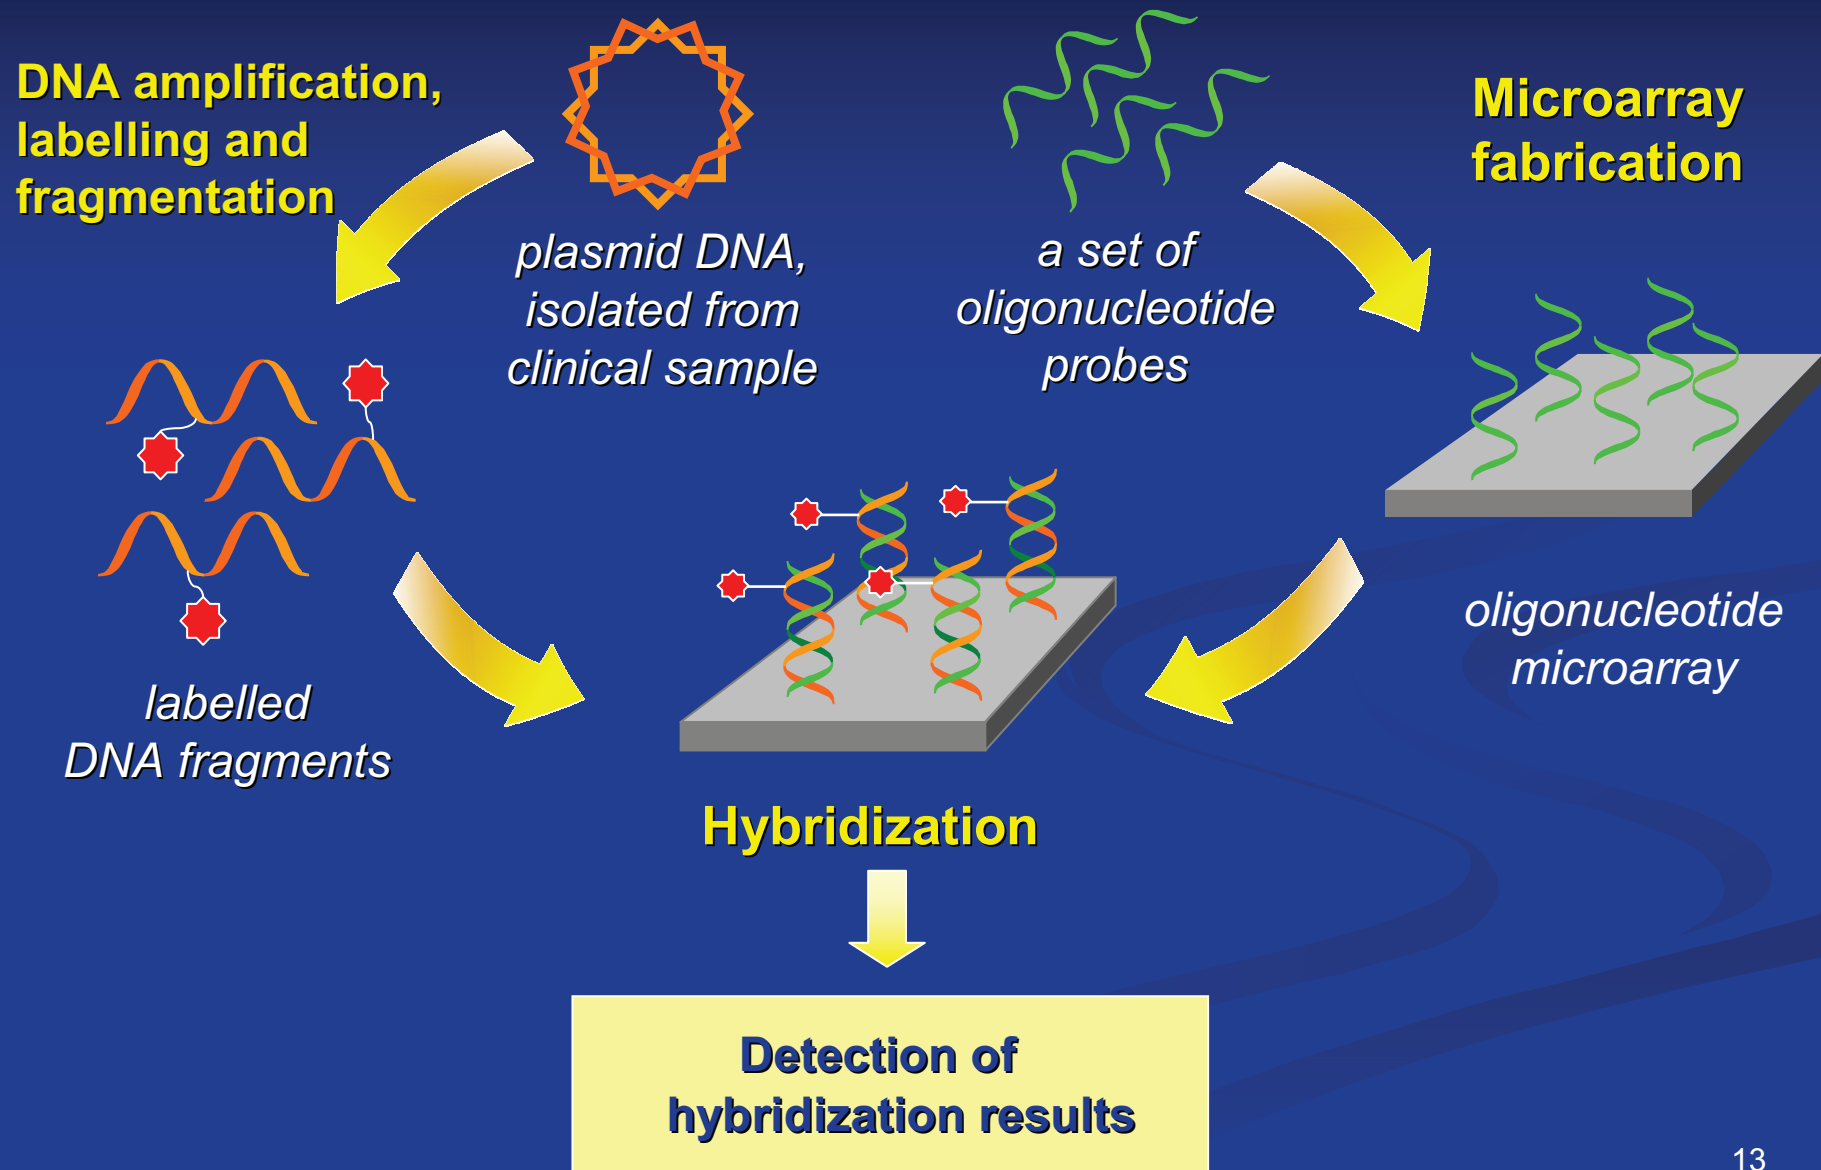 DNA amplification,
labelling and
fragmentation
plasmid DNA,
isolated from
clinical sample
a set of
oligonucleotide
probes
Microarray
fabrication
labelled
DNA fragments
oligonucleotide
microarray
Hybridization
Detection of
hybridization results
13